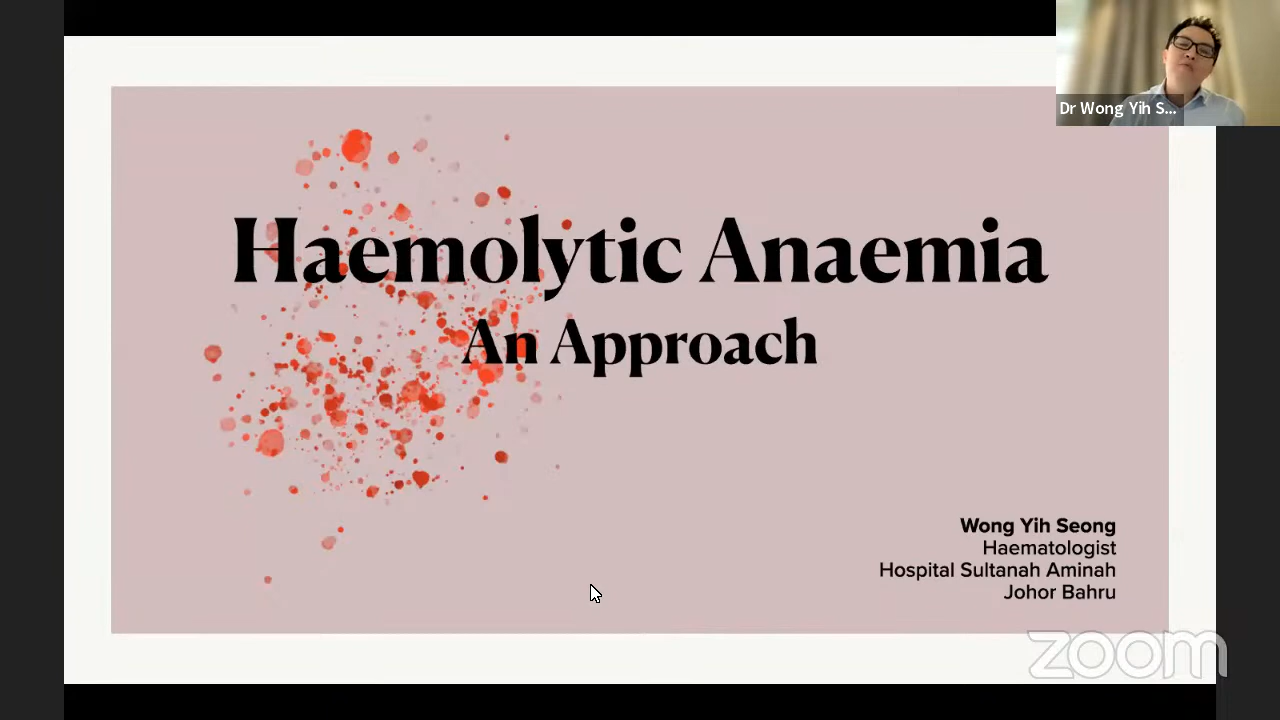 Dr Wong Yih S...
Haemolytic Anaemia
An Approach
Wong Yih Seong
Haematologist
Hospital Sultanah Aminah
Johor Bahru
zoom